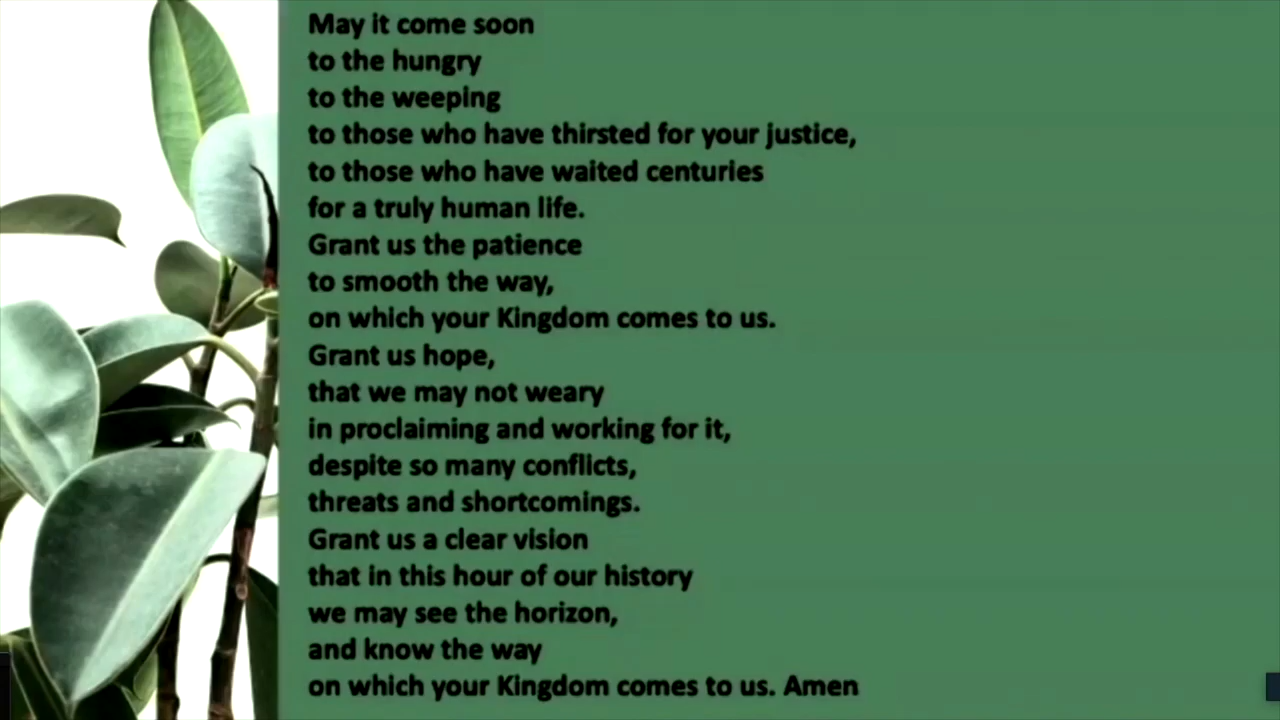 May it come soon
to the hungry
to the weeping
to those who have thirsted for your justice,
to those who have waited centuries
for a truly human life.
Grant us the patience
to smooth the way,
on which your Kingdom comes to us.
Grant us hope,
that we may not weary
in proclaiming and working for it,
despite so many conflicts,
threats and shortcomings.
Grant us a clear vision
that in this hour of our history
we may see the horizon,
and know the way
on which your Kingdom comes to us. Amen